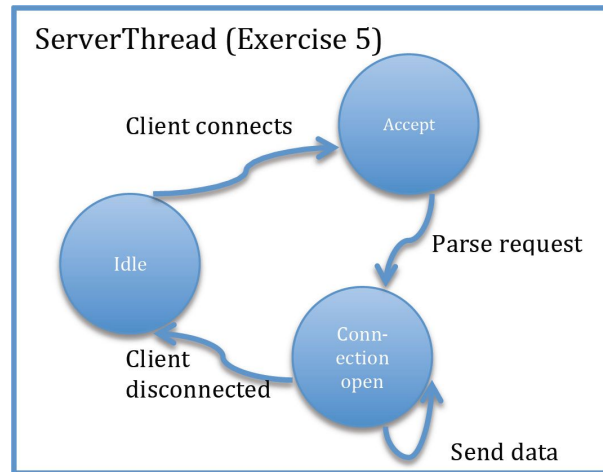 ServerThread (Exercise 5)
Client connects
Accept
Parse request
Idle
Conn-
ection
open
Client
disconnected
Send data